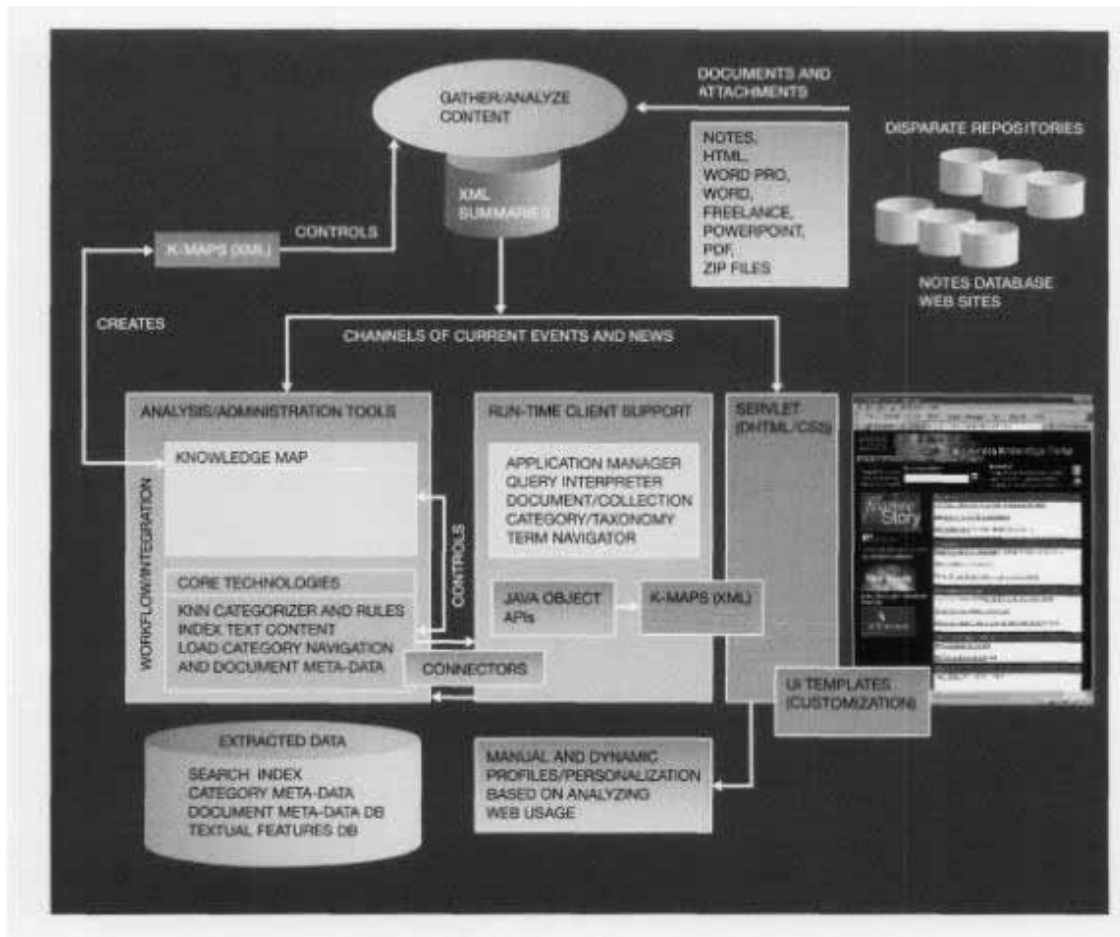 GATHER/ANALYZE
CONTENT
XML
SUMMARIES
DOCUMENTS AND
ATTACHMENTS
NOTES,
HTML,
WORD PRO,
WORD,
FREELANCE,
POWERPOINT,
PDF,
ZIP FILES
DISPARATE REPOSITORIES
NOTES DATABASE
WEB SITES
K-MAPS (XML)
CONTROLS
CREATES
CHANNELS OF CURRENT EVENTS AND NEWS
ANALYSIS/ADMINISTRATION TOOLS
KNOWLEDGE MAP
WORKFLOW/INTEGRATION
CONTROLS
CORE TECHNOLOGIES
KNN CATEGORIZER AND RULES
INDEX TEXT CONTENT
LOAD CATEGORY NAVIGATION
AND DOCUMENT META-DATA
CONNECTORS
RUN-TIME CLIENT SUPPORT
APPLICATION MANAGER
QUERY INTERPRETER
DOCUMENT/COLLECTION
CATEGORY/TAXONOMY
TERM NAVIGATOR
JAVA OBJECT
APIs
K-MAPS (XML)
SERVLET
(DHTML/CSS)
Story
UI TEMPLATES
(CUSTOMIZATION)
EXTRACTED DATA
SEARCH INDEX
CATEGORY META-DATA
DOCUMENT META-DATA DB
TEXTUAL FEATURES DB
MANUAL AND DYNAMIC
PROFILES/PERSONALIZATION
BASED ON ANALYZING
WEB USAGE